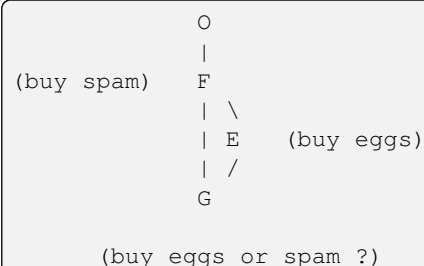 O
|
(buy spam) F
| \
| E (buy eggs)
| /
G
(buy eggs or spam ?)